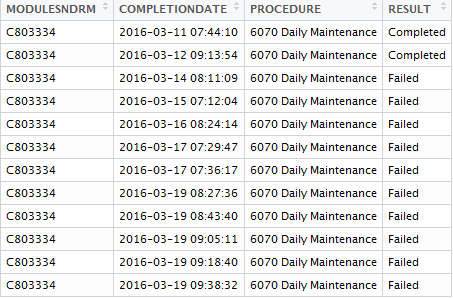 MODULESNDRM COMPLETIONDATE PROCEDURE RESULT
C803334 2016-03-11 07:44:10 6070 Daily Maintenance Completed
C803334 2016-03-12 09:13:54 6070 Daily Maintenance Completed
C803334 2016-03-14 08:11:09 6070 Daily Maintenance Failed
C803334 2016-03-15 07:12:04 6070 Daily Maintenance Failed
C803334 2016-03-16 08:24:14 6070 Daily Maintenance Failed
C803334 2016-03-17 07:29:47 6070 Daily Maintenance Failed
C803334 2016-03-17 07:36:17 6070 Daily Maintenance Failed
C803334 2016-03-19 08:27:36 6070 Daily Maintenance Failed
C803334 2016-03-19 08:43:40 6070 Daily Maintenance Failed
C803334 2016-03-19 09:05:11 6070 Daily Maintenance Failed
C803334 2016-03-19 09:18:40 6070 Daily Maintenance Failed
C803334 2016-03-19 09:38:32 6070 Daily Maintenance Failed